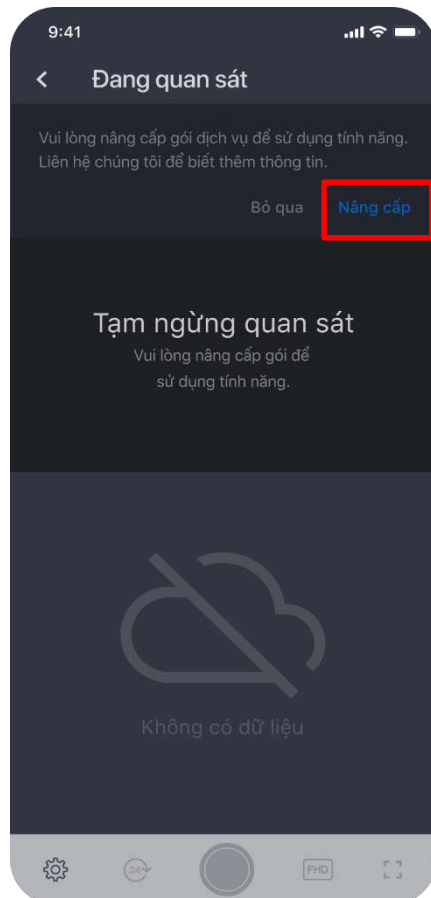 9:41
Đang quan sát
Vui lòng nâng cấp gói dịch vụ để sử dụng tính năng.
Liên hệ chúng tôi để biết thêm thông tin.
Bỏ qua Nâng cấp
Tạm ngừng quan sát
Vui lòng nâng cấp gói để
sử dụng tính năng.
Không có dữ liệu
24 FHD